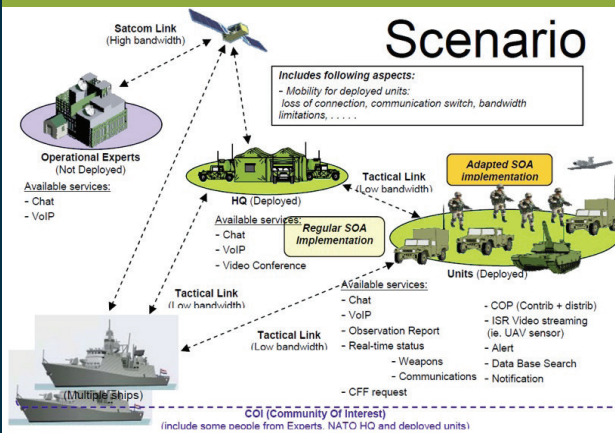 Scenario
Satcom Link
(High bandwidth)
Includes following aspects:
- Mobility for deployed units:
loss of connection, communication switch, bandwidth
limitations, . . . . .
Operational Experts
(Not Deployed)
Available services:
- Chat
- VoIP
HQ (Deployed)
Available services:
- Chat
- VoIP
- Video Conference
Tactical Link
(Low bandwidth)
Adapted SOA
implementation
Regular SOA
Implementation
Units (Deployed)
Available services:
- Chat
- VoIP
- Observation Report
- Real-time status
- Weapons
- Communications
- CFF request
- COP (Contrib + distrib)
- ISR Video streaming
(ie. UAV sensor)
- Alert
- Data Base Search
- Notification
Tactical Link
(Low bandwidth)
Tactical Link
(Low bandwidth)
(Multiple ships)
COI (Community Of Interest)
(include some people from Experts, NATO HQ and deployed units)